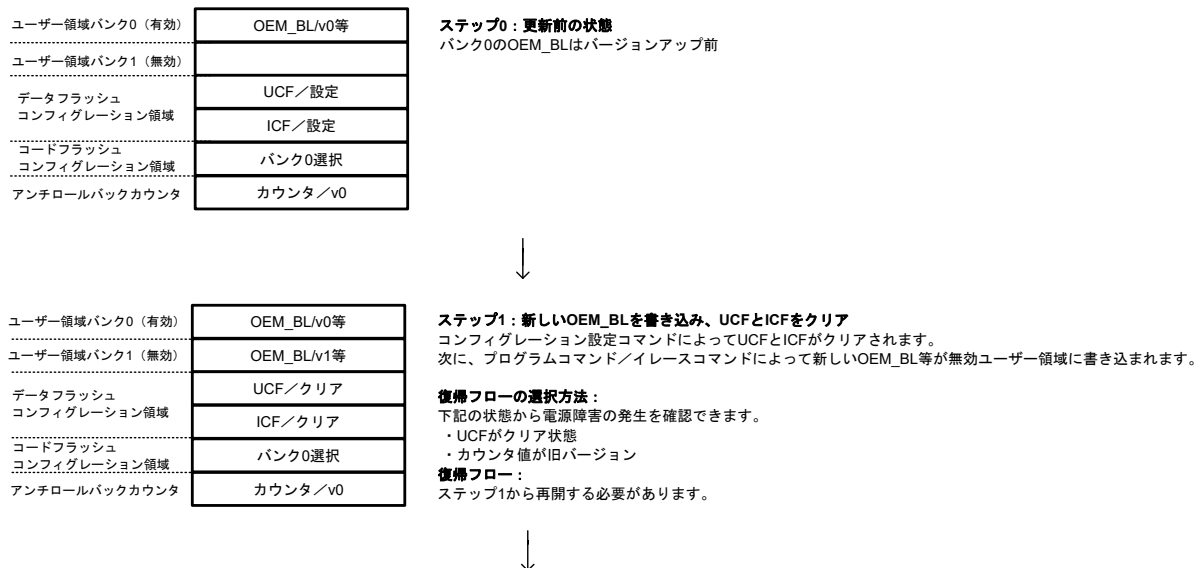 ユーザー領域バンク0（有効）
OEM_BL/v0等
ユーザー領域バンク1（無効）
データフラッシュ
コンフィグレーション領域
UCF／設定
ICF／設定
コードフラッシュ
コンフィグレーション領域
バンク0選択
アンチロールバックカウンタ
カウンタ／v0
ステップ0：更新前の状態
バンク0のOEM_BLはバージョンアップ前
ユーザー領域バンク0（有効）
OEM_BL/v0等
ユーザー領域バンク1（無効）
OEM_BL/v1等
データフラッシュ
コンフィグレーション領域
UCF／クリア
ICF／クリア
コードフラッシュ
コンフィグレーション領域
バンク0選択
アンチロールバックカウンタ
カウンタ／v0
ステップ1：新しいOEM_BLを書き込み、UCFとICFをクリア
コンフィグレーション設定コマンドによってUCFとICFがクリアされます。
次に、プログラムコマンド／イレースコマンドによって新しいOEM_BL等が無効ユーザー領域に書き込まれます。
復帰フローの選択方法：
下記の状態から電源障害の発生を確認できます。
・UCFがクリア状態
・カウンタ値が旧バージョン
復帰フロー：
ステップ1から再開する必要があります。